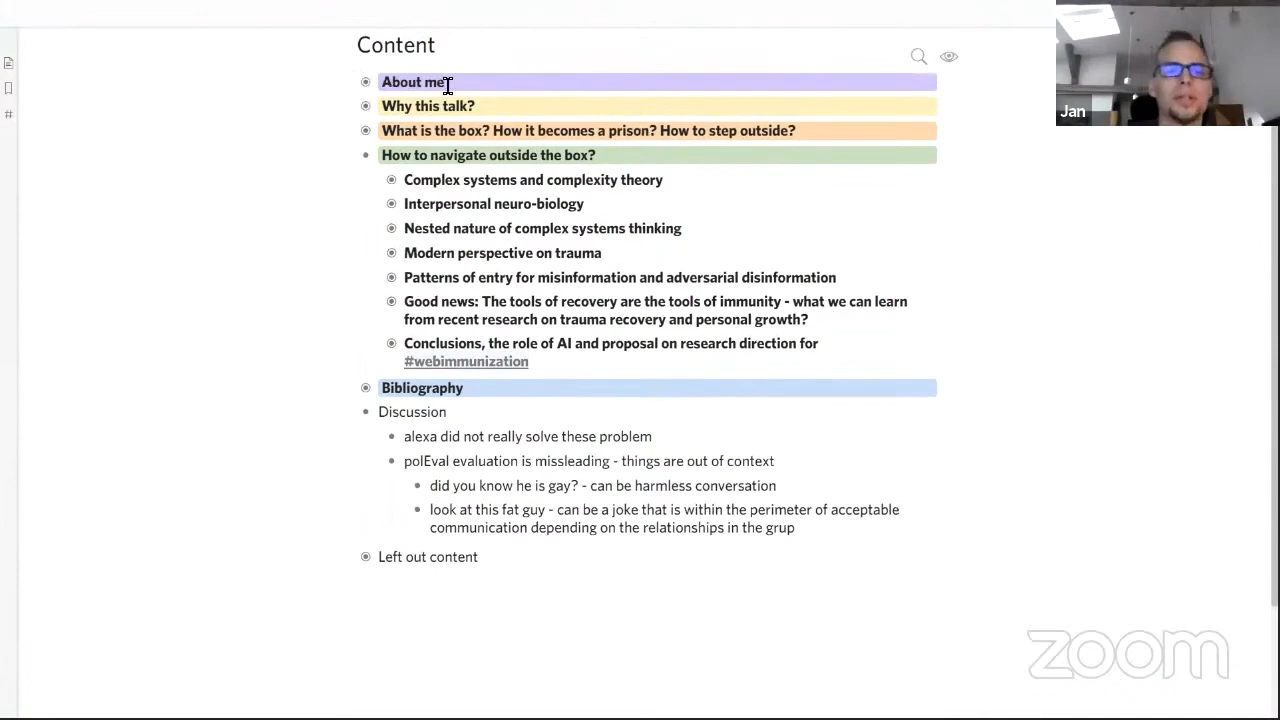 Content
About me
Why this talk?
What is the box? How it becomes a prison? How to step outside?
How to navigate outside the box?
Complex systems and complexity theory
Interpersonal neuro-biology
Nested nature of complex systems thinking
Modern perspective on trauma
Patterns of entry for misinformation and adversarial disinformation
Good news: The tools of recovery are the tools of immunity - what we can learn
from recent research on trauma recovery and personal growth?
Conclusions, the role of AI and proposal on research direction for
#webimmunization
Bibliography
Discussion
alexa did not really solve these problem
polEval evaluation is missleading - things are out of context
did you know he is gay? - can be harmless conversation
look at this fat guy - can be a joke that is within the perimeter of acceptable
communication depending on the relationships in the grup
Left out content
Jan
zoom